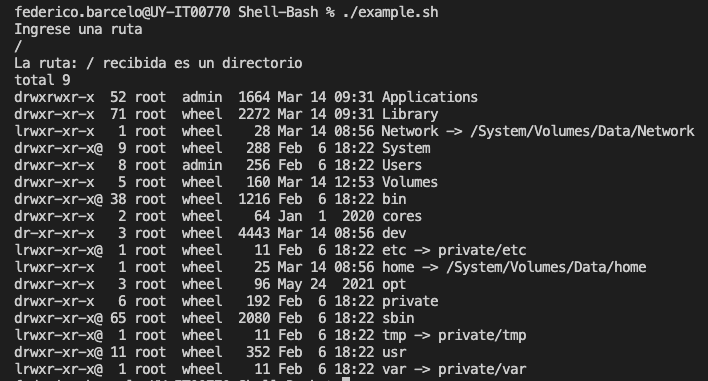 federico.barcelo@UY-IT00770 Shell-Bash % ./example.sh
Ingrese una ruta
/
La ruta: / recibida es un directorio
total 9
drwxrwxr-x  52 root  admin  1664 Mar 14 09:31 Applications
drwxr-xr-x  71 root  wheel  2272 Mar 14 09:31 Library
lrwxr-xr-x   1 root  wheel    28 Mar 14 08:56 Network -> /System/Volumes/Data/Network
drwxr-xr-x@  9 root  wheel   288 Feb  6 18:22 System
drwxr-xr-x   8 root  admin   256 Feb  6 18:22 Users
drwxr-xr-x   5 root  wheel   160 Mar 14 12:53 Volumes
drwxr-xr-x@ 38 root  wheel  1216 Feb  6 18:22 bin
drwxr-xr-x   2 root  wheel    64 Jan  1  2020 cores
dr-xr-xr-x   3 root  wheel  4443 Mar 14 08:56 dev
lrwxr-xr-x@  1 root  wheel    11 Feb  6 18:22 etc -> private/etc
lrwxr-xr-x   1 root  wheel    25 Mar 14 08:56 home -> /System/Volumes/Data/home
drwxr-xr-x   3 root  wheel    96 May 24  2021 opt
drwxr-xr-x   6 root  wheel   192 Feb  6 18:22 private
drwxr-xr-x@ 65 root  wheel  2080 Feb  6 18:22 sbin
lrwxr-xr-x@  1 root  wheel    11 Feb  6 18:22 tmp -> private/tmp
drwxr-xr-x@ 11 root  wheel   352 Feb  6 18:22 usr
lrwxr-xr-x@  1 root  wheel    11 Feb  6 18:22 var -> private/var